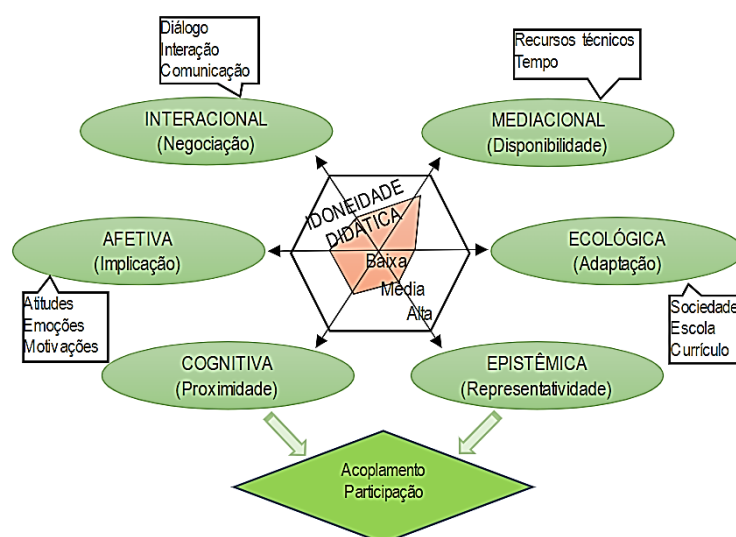 Diálogo
Interação
Comunicação
Recursos técnicos
Tempo
INTERACIONAL
(Negociação)
MEDIACIONAL
(Disponibilidade)
IDONEIDADE
DIDÁTICA
AFETIVA
(Implicação)
ECOLÓGICA
(Adaptação)
Baixa
Média
Alta
Atitudes
Emoções
Motivações
Sociedade
Escola
Currículo
COGNITIVA
(Proximidade)
EPISTÊMICA
(Representatividade)
Acoplamento
Participação